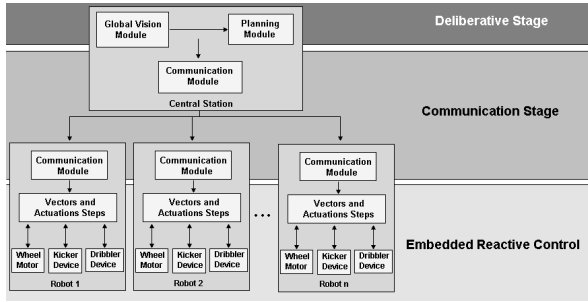 Deliberative Stage
Global Vision
Module
Planning
Module
Communication
Module
Central Station
Communication Stage
Communication
Module
Vectors and
Actuations Steps
Wheel
Motor
Kicker
Device
Dribbler
Device
Robot 1
Communication
Module
Vectors and
Actuations Steps
Wheel
Motor
Kicker
Device
Dribbler
Device
Robot 2
...
Communication
Module
Vectors and
Actuations Steps
Wheel
Motor
Kicker
Device
Dribbler
Device
Robot n
Embedded Reactive Control